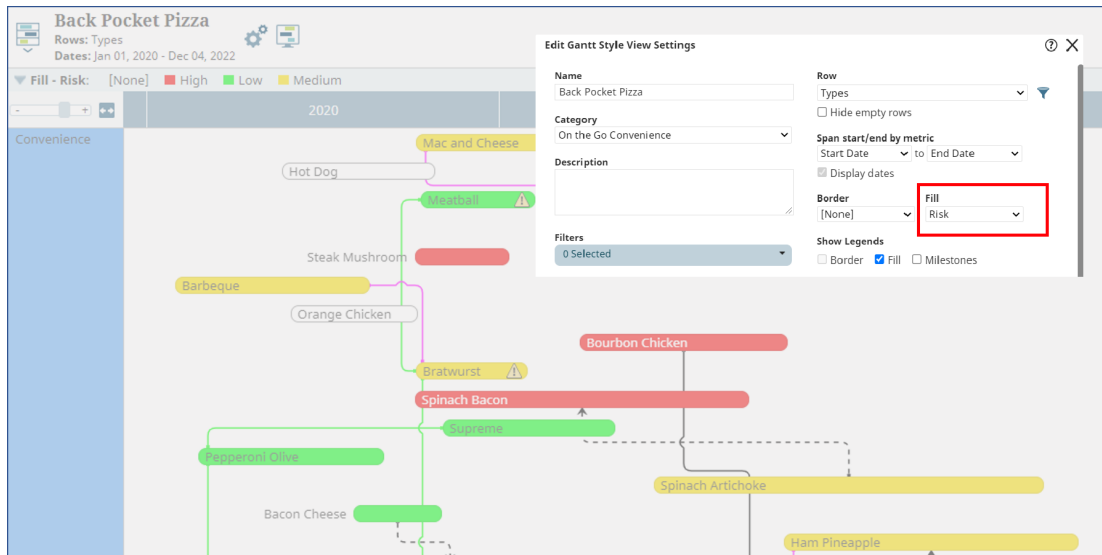 Back Pocket Pizza
Rows: Types
Dates: Jan 01, 2020 - Dec 04, 2022
Fill - Risk: [None] High Low Medium
- +
2020
Convenience
Mac and Cheese
Hot Dog
Meatball
Steak Mushroom
Barbeque
Orange Chicken
Bourbon Chicken
Bratwurst
Spinach Bacon
Supreme
Pepperoni Olive
Spinach Artichoke
Bacon Cheese
Ham Pineapple
Edit Gantt Style View Settings
Name
Back Pocket Pizza
Category
On the Go Convenience
Description
Filters
0 Selected
Row
Types
Hide empty rows
Span start/end by metric
Start Date to End Date
Display dates
Border Fill
[None] Risk
Show Legends
Border Fill Milestones